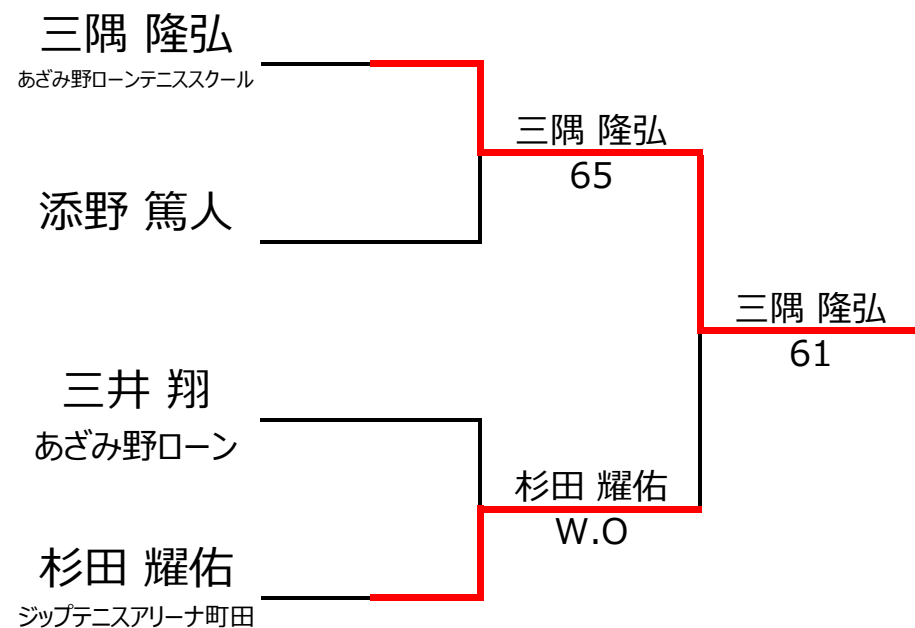 三隅 隆弘
あざみ野ローンテニススクール
三隅 隆弘
65
添野 篤人
三隅 隆弘
61
三井 翔
あざみ野ローン
杉田 耀佑
W.O
杉田 耀佑
ジップテニスアリーナ町田